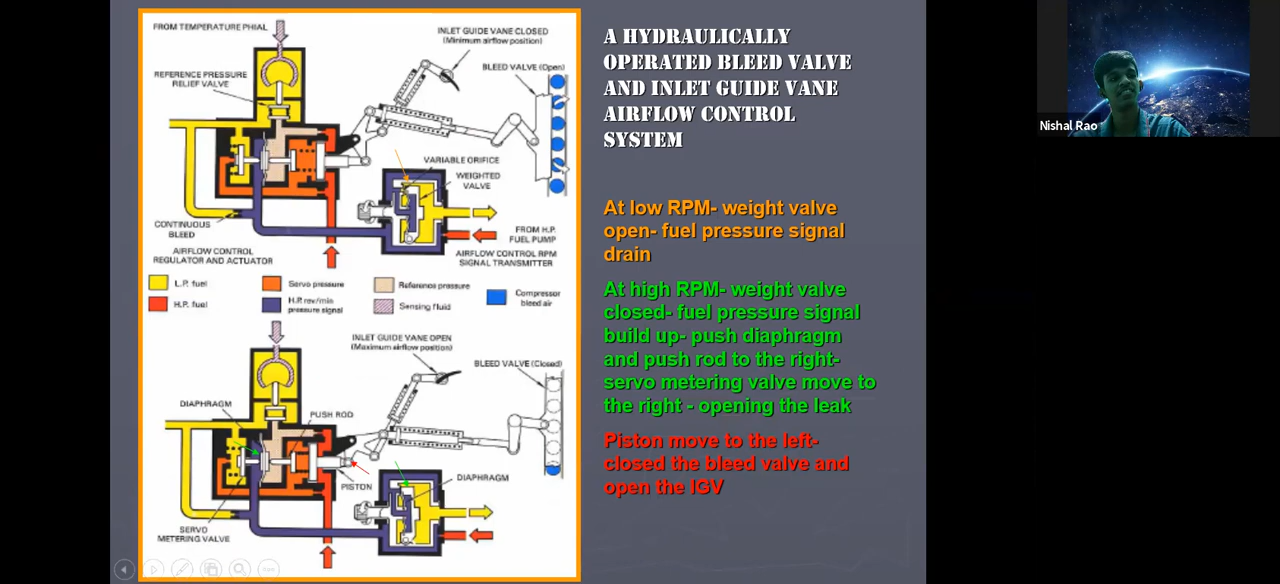 FROM TEMPERATURE PHIAL
INLET GUIDE VANE CLOSED
(Minimum airflow position)
REFERENCE PRESSURE
RELIEF VALVE
BLEED VALVE (Open)
VARIABLE ORIFICE
WEIGHTED
VALVE
CONTINUOUS
BLEED
FROM H.P.
FUEL PUMP
AIRFLOW CONTROL
REGULATOR AND ACTUATOR
AIRFLOW CONTROL RPM
SIGNAL TRANSMITTER
L.P. fuel
Servo pressure
Reference pressure
Compressor
bleed air
H.P. fuel
H.P. rev/min
pressure signal
Sensing fluid
INLET GUIDE VANE OPEN
(Maximum airflow position)
BLEED VALVE (Closed)
DIAPHRAGM
PUSH ROD
PISTON
DIAPHRAGM
SERVO
METERING VALVE
A HYDRAULICALLY
OPERATED BLEED VALVE
AND INLET GUIDE VANE
AIRFLOW CONTROL
SYSTEM
At low RPM- weight valve
open- fuel pressure signal
drain
At high RPM- weight valve
closed- fuel pressure signal
build up- push diaphragm
and push rod to the right-
servo metering valve move to
the right - opening the leak
Piston move to the left-
closed the bleed valve and
open the IGV
Nishal Rao